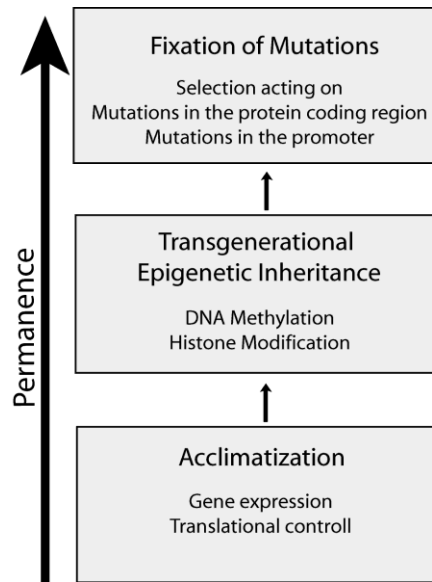 Fixation of Mutations
Selection acting on
Mutations in the protein coding region
Mutations in the promoter
Transgenerational
Epigenetic Inheritance
DNA Methylation
Histone Modification
Acclimatization
Gene expression
Translational controll
Permanence